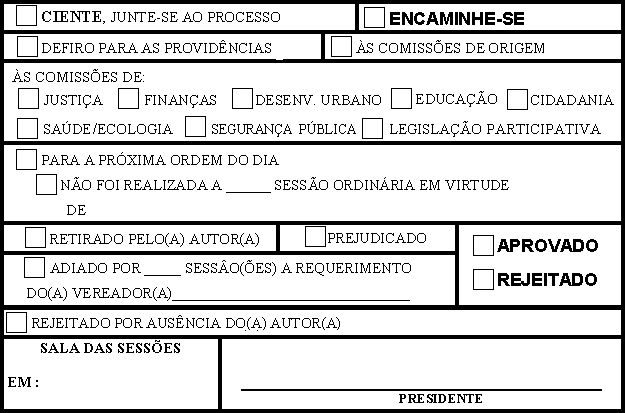 CIENTE, JUNTE-SE AO PROCESSO
ENCAMINHE-SE
DEFIRO PARA AS PROVIDÊNCIAS _
ÀS COMISSÕES DE ORIGEM
ÀS COMISSÕES DE:
JUSTIÇA FINANÇAS DESENV. URBANO EDUCAÇÃO CIDADANIA
SAÚDE/ECOLOGIA SEGURANÇA PÚBLICA LEGISLAÇÃO PARTICIPATIVA
PARA A PRÓXIMA ORDEM DO DIA
NÃO FOI REALIZADA A _____ SESSÃO ORDINÁRIA EM VIRTUDE
DE
RETIRADO PELO(A) AUTOR(A)
PREJUDICADO
APROVADO
REJEITADO
ADIADO POR ____ SESSÂO(ÕES) A REQUERIMENTO
DO(A) VEREADOR(A)__________________________
REJEITADO POR AUSÊNCIA DO(A) AUTOR(A)
SALA DAS SESSÕES
EM :
PRESIDENTE